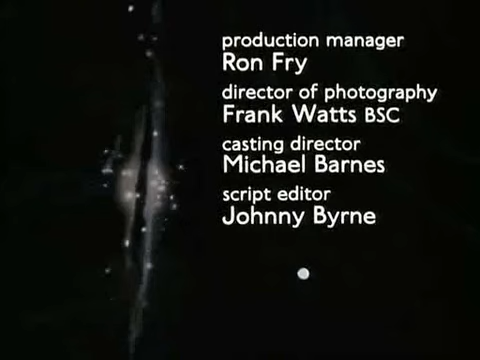 production manager
Ron Fry
director of photography
Frank Watts BSC
casting director
Michael Barnes
script editor
Johnny Byrne